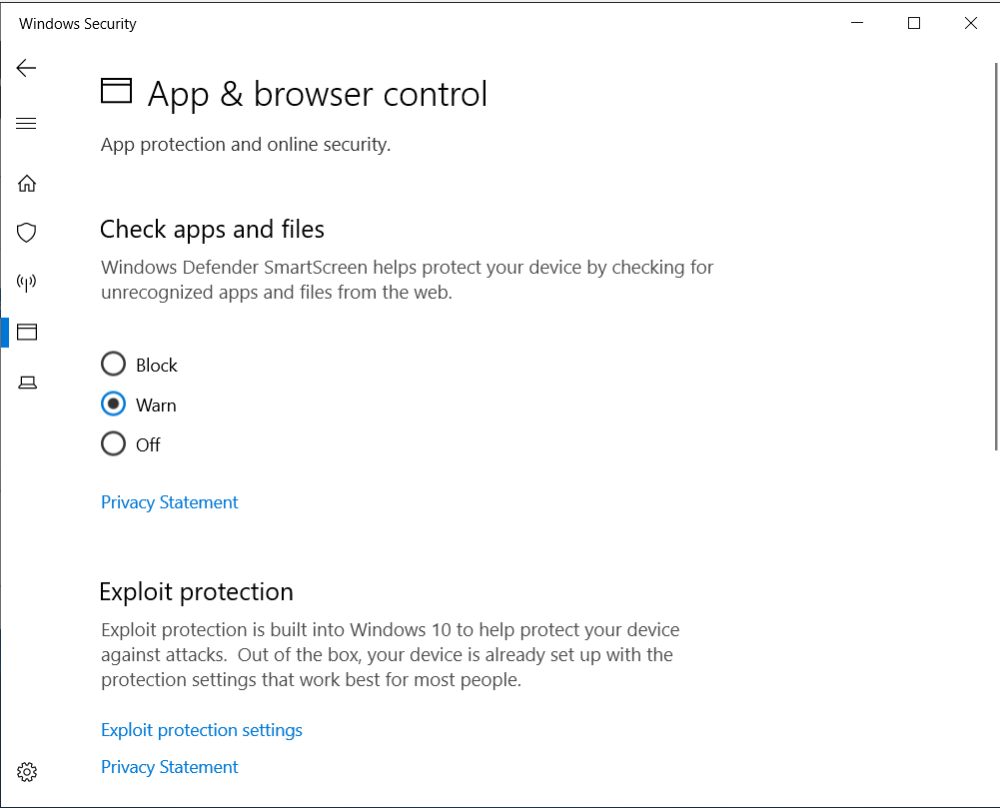 Windows Security
App & browser control
App protection and online security.
Check apps and files
Windows Defender SmartScreen helps protect your device by checking for
unrecognized apps and files from the web.
Block
Warn
Off
Privacy Statement
Exploit protection
Exploit protection is built into Windows 10 to help protect your device
against attacks.  Out of the box, your device is already set up with the
protection settings that work best for most people.
Exploit protection settings
Privacy Statement